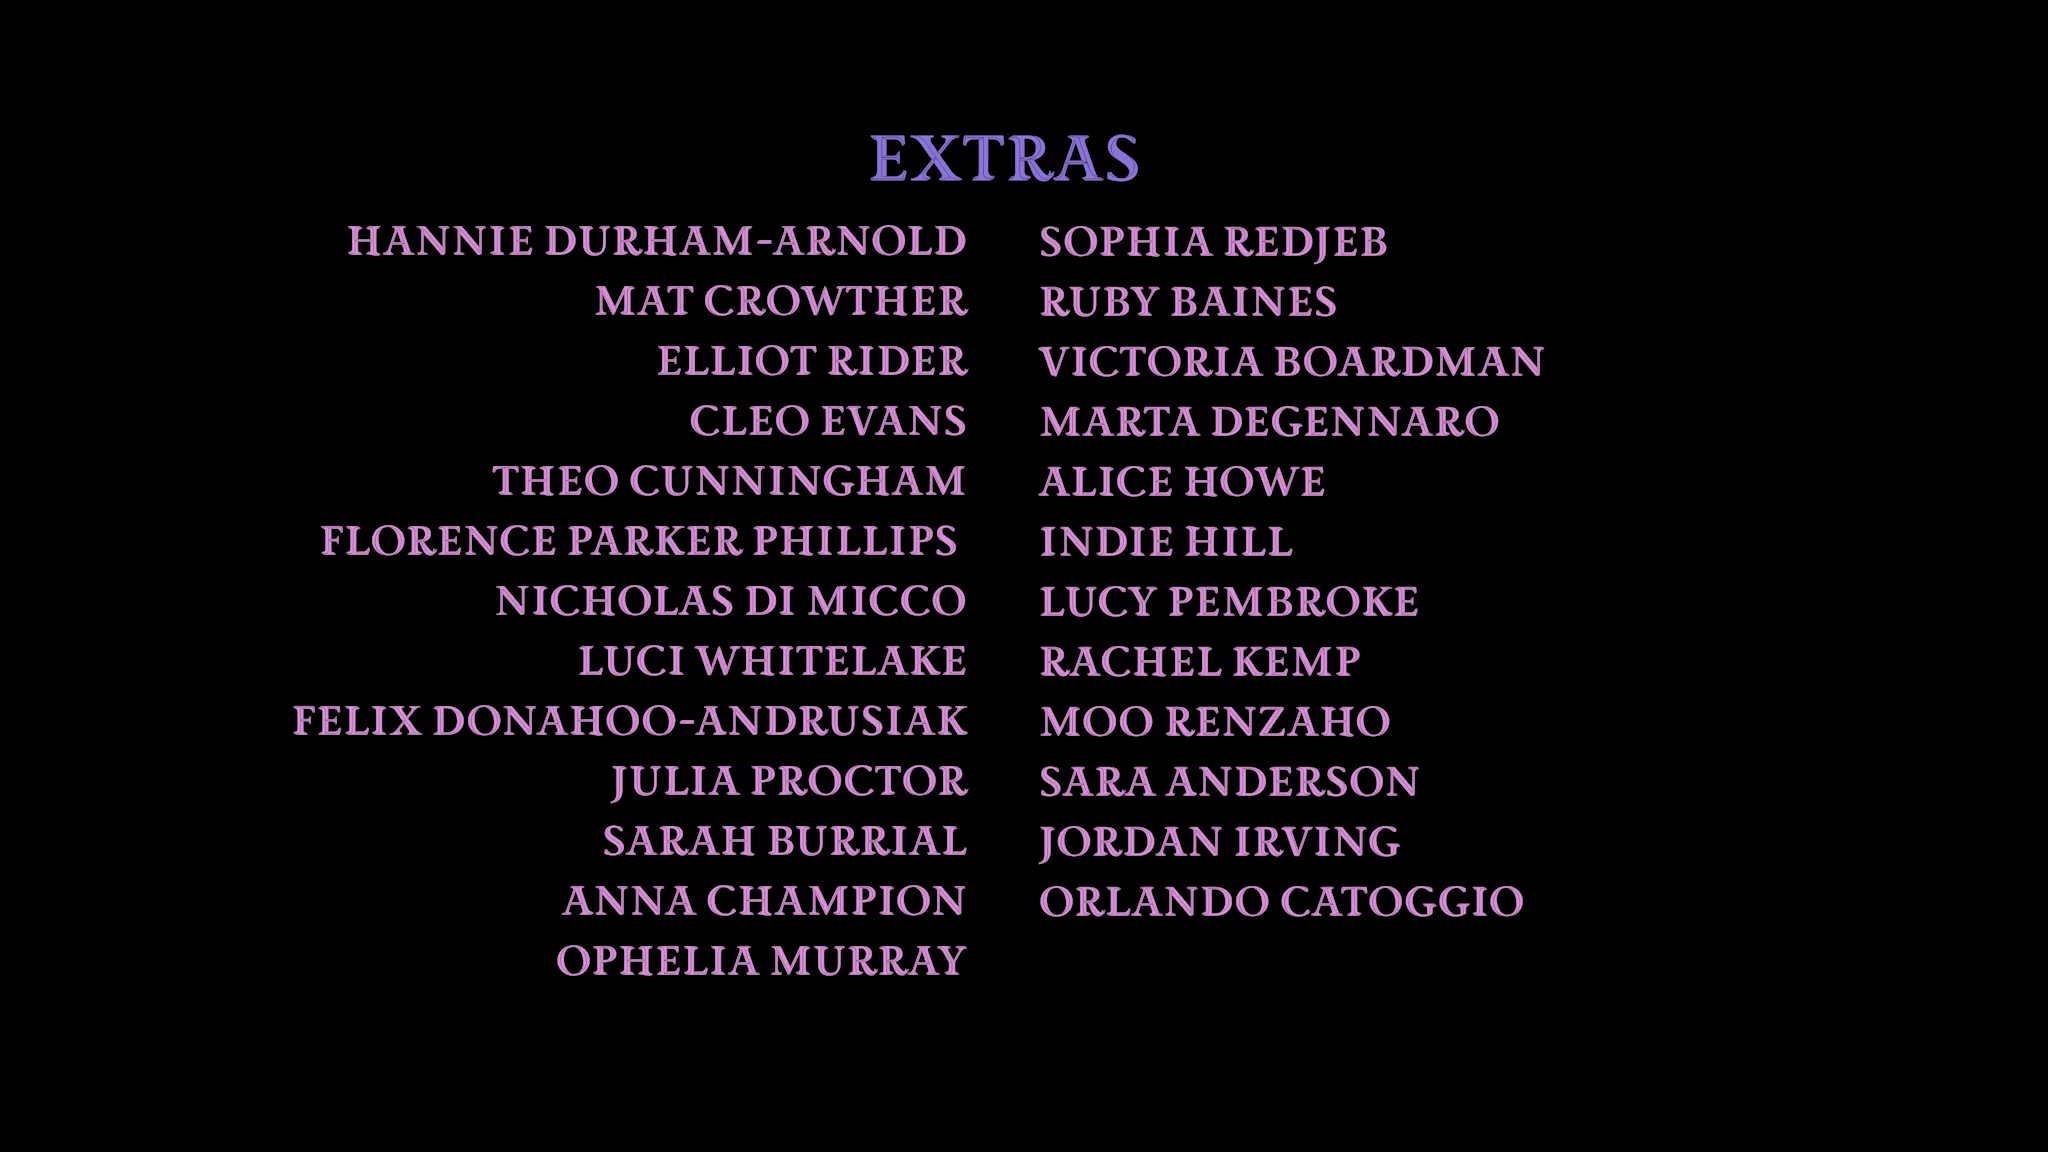 EXTRAS
HANNIE DURHAM-ARNOLD
MAT CROWTHER
ELLIOT RIDER
CLEO EVANS
THEO CUNNINGHAM
FLORENCE PARKER PHILLIPS
NICHOLAS DI MICCO
LUCI WHITELAKE
FELIX DONAHOO-ANDRUSIAK
JULIA PROCTOR
SARAH BURRIAL
ANNA CHAMPION
OPHELIA MURRAY
SOPHIA REDJEB
RUBY BAINES
VICTORIA BOARDMAN
MARTA DEGENNARO
ALICE HOWE
INDIE HILL
LUCY PEMBROKE
RACHEL KEMP
MOO RENZAHO
SARA ANDERSON
JORDAN IRVING
ORLANDO CATOGGIO